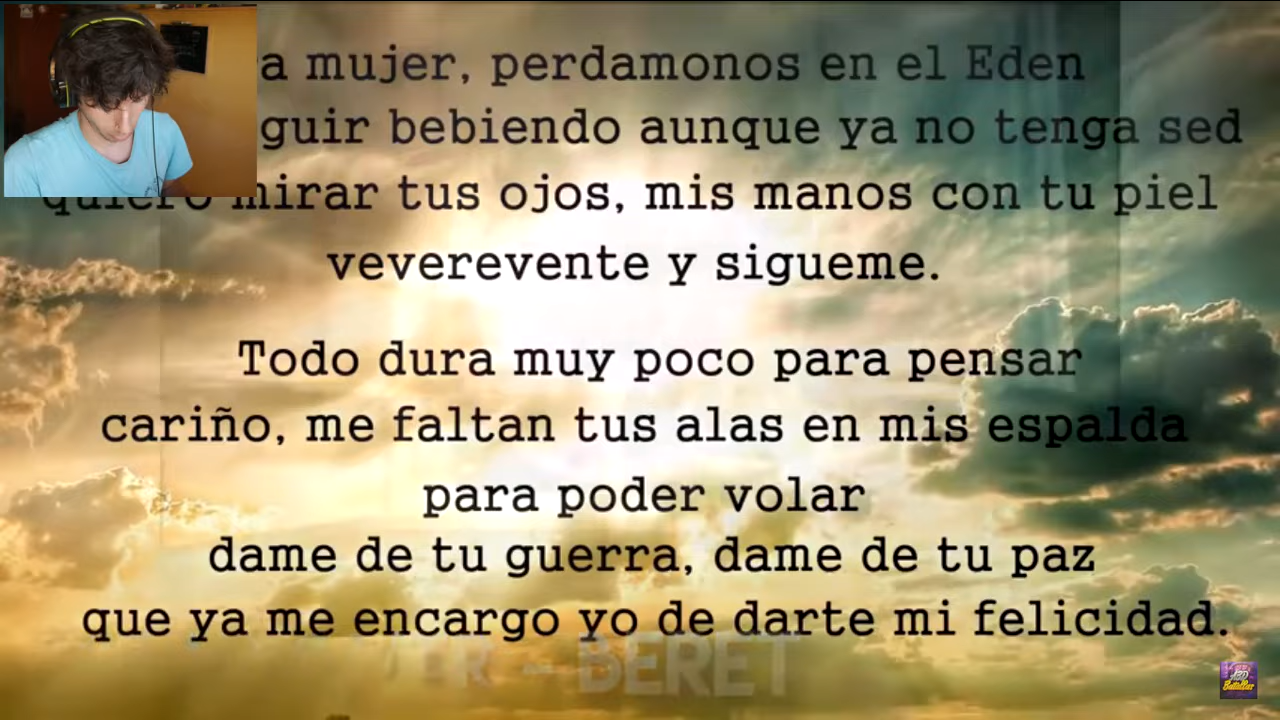 a mujer, perdamonos en el Eden
guir bebiendo aunque ya no tenga sed
quiero mirar tus ojos, mis manos con tu piel
veverevente y sigueme.
Todo dura muy poco para pensar
cariño, me faltan tus alas en mis espalda
para poder volar
dame de tu guerra, dame de tu paz
que ya me encargo yo de darte mi felicidad.
- BERET